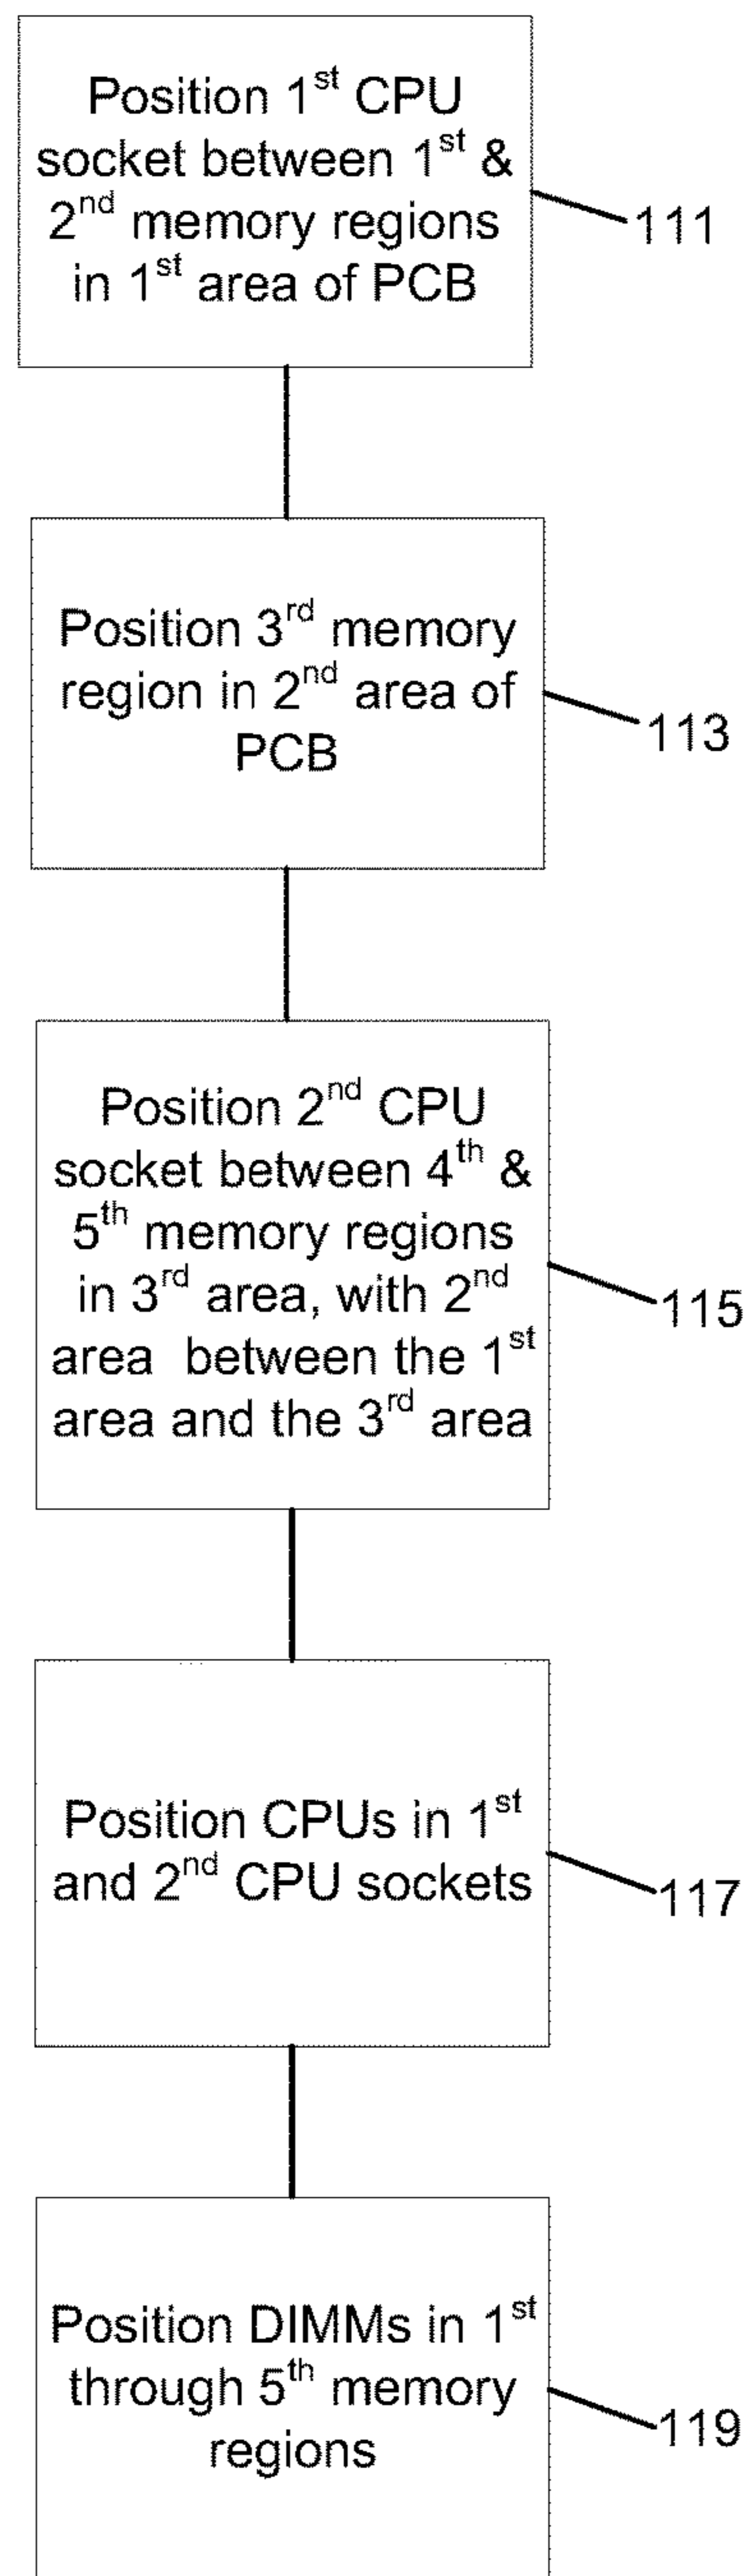 Position 1st CPU
socket between 1st &
2nd memory regions
in 1st area of PCB
111
Position 3rd memory
region in 2nd area of
PCB
113
Position 2nd CPU
socket between 4th &
5th memory regions
in 3rd area, with 2nd
area between the 1st
area and the 3rd area
115
Position CPUs in 1st
and 2nd CPU sockets
117
Position DIMMs in 1st
through 5th memory
regions
119